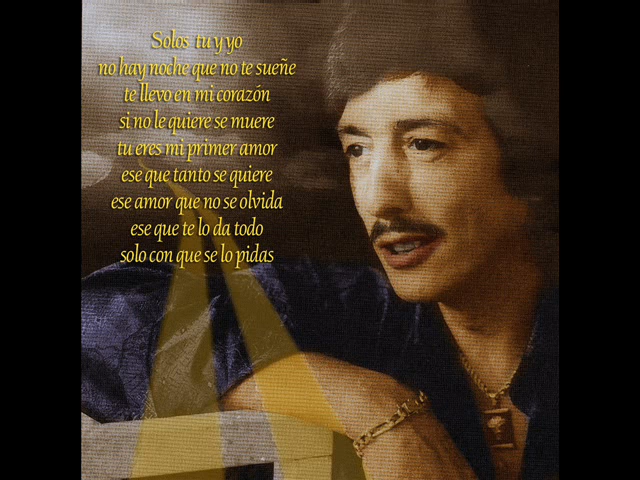 Solos tu y yo
no hay noche que no te sueñe
te llevo en mi corazón
si no le quiere se muere
tu eres mi primer amor
ese que tanto se quiere
ese amor que no se olvida
ese que te lo da todo
solo con que se lo pidas